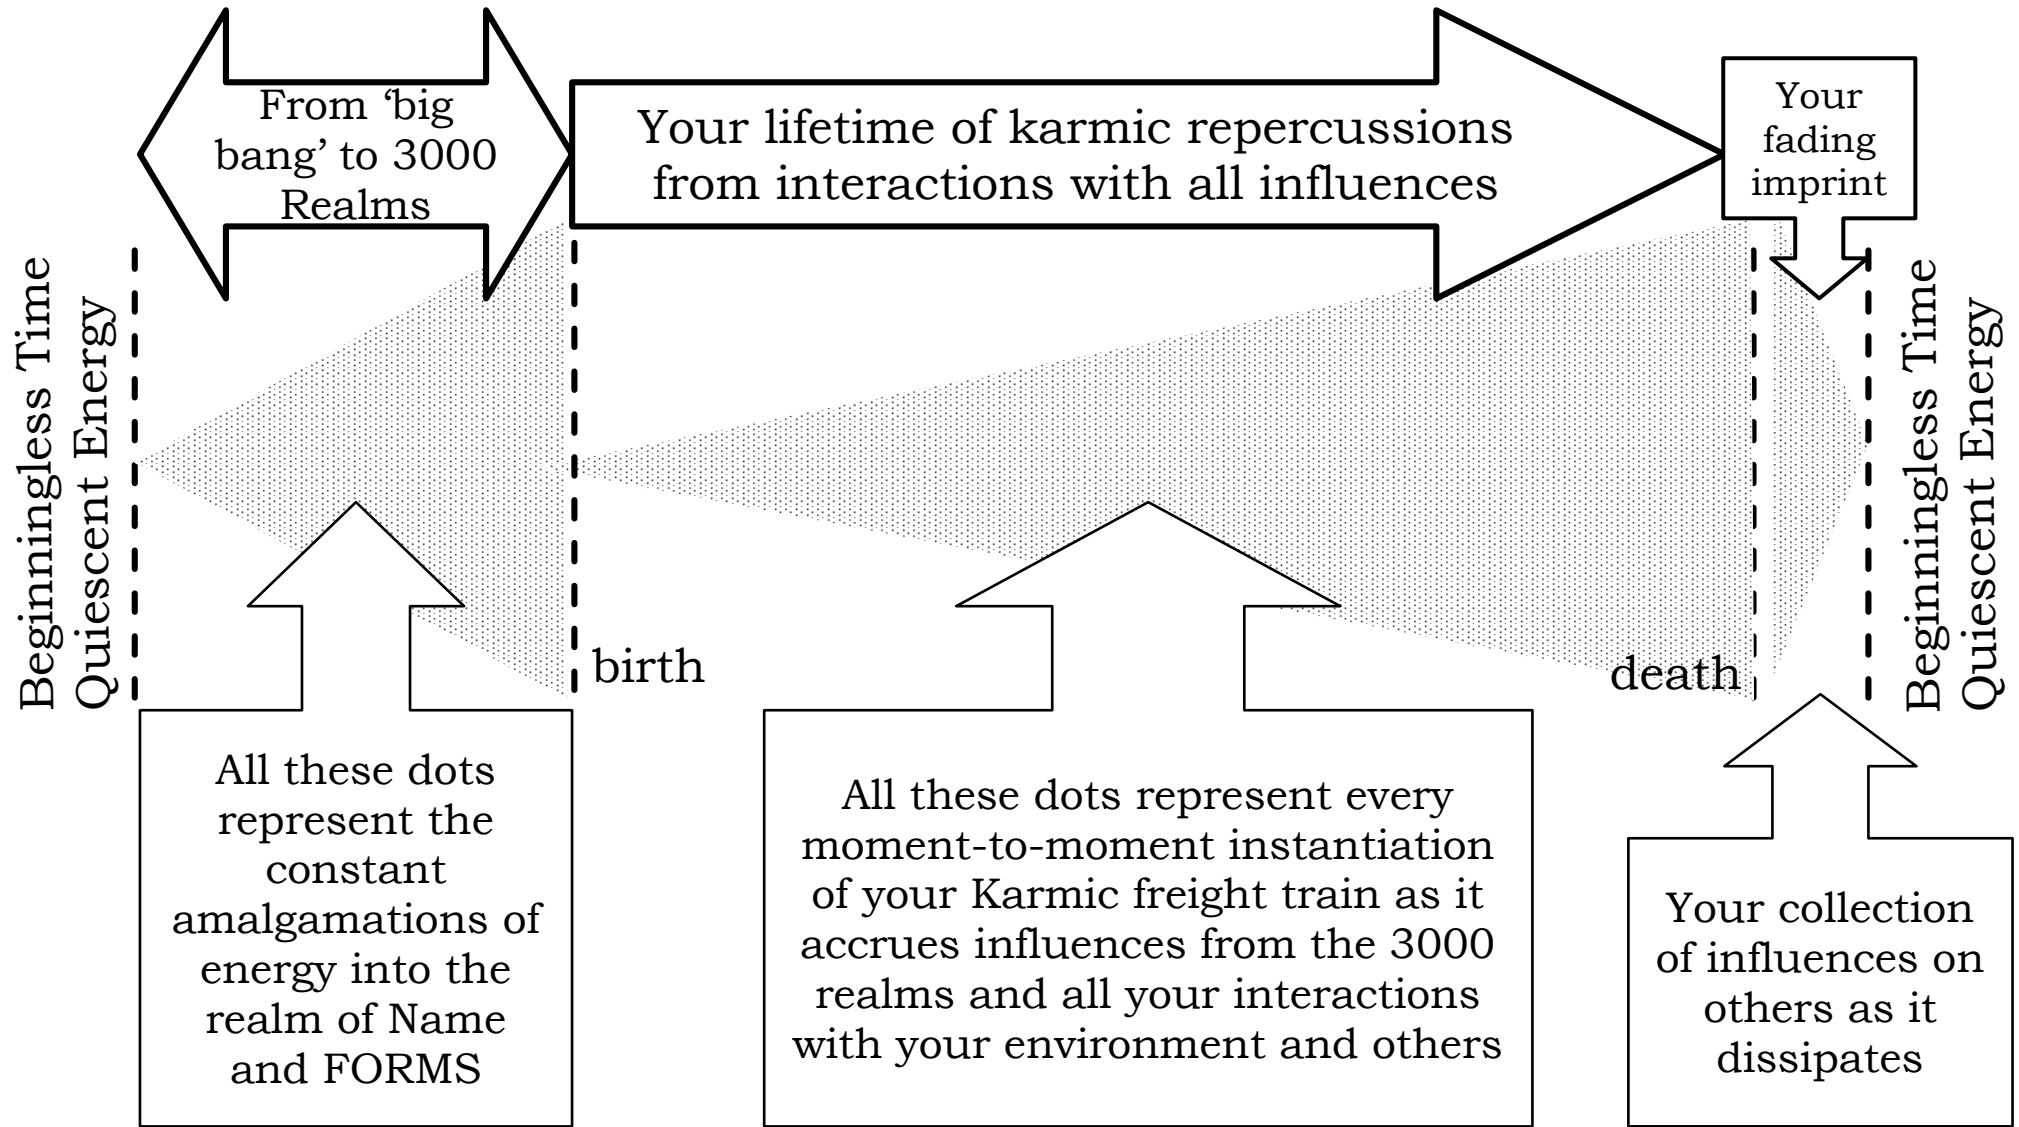 From ‘big
bang’ to 3000
Realms
Your lifetime of karmic repercussions
from interactions with all influences
Your
fading
imprint
Beginningless Time
Quiescent Energy
birth
death
Beginningless Time
Quiescent Energy
All these dots
represent the
constant
amalgamations of
energy into the
realm of Name
and FORMS
All these dots represent every
moment-to-moment instantiation
of your Karmic freight train as it
accrues influences from the 3000
realms and all your interactions
with your environment and others
Your collection
of influences on
others as it
dissipates